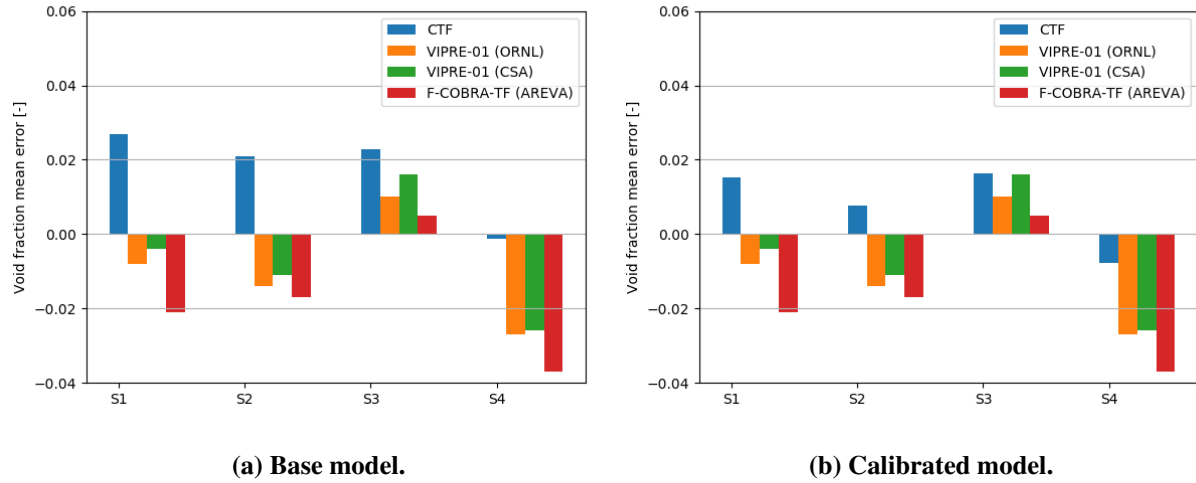 0.06
0.04
0.02
0.00
−0.02
−0.04
Void fraction mean error [-]
CTF
VIPRE-01 (ORNL)
VIPRE-01 (CSA)
F-COBRA-TF (AREVA)
S1 S2 S3 S4
(a) Base model.
0.06
0.04
0.02
0.00
−0.02
−0.04
Void fraction mean error [-]
CTF
VIPRE-01 (ORNL)
VIPRE-01 (CSA)
F-COBRA-TF (AREVA)
S1 S2 S3 S4
(b) Calibrated model.